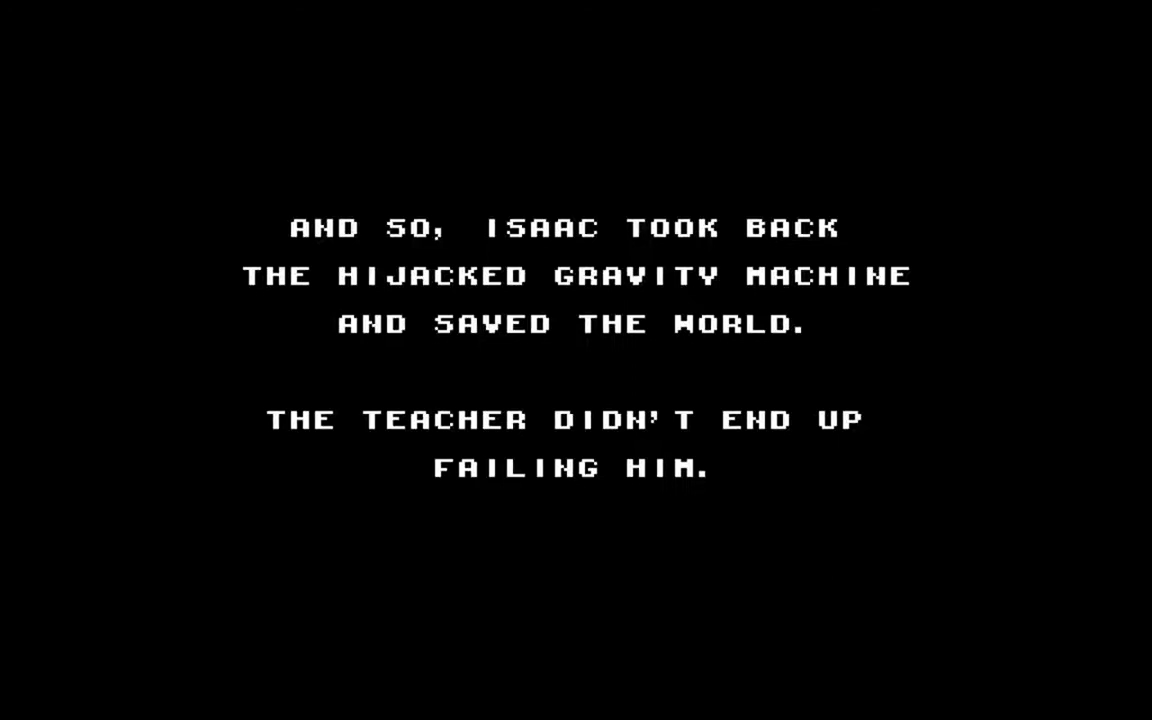 AND SO, ISAAC TOOK BACK
THE HIJACKED GRAVITY MACHINE
AND SAVED THE WORLD.
THE TEACHER DIDN'T END UP
FAILING HIM.